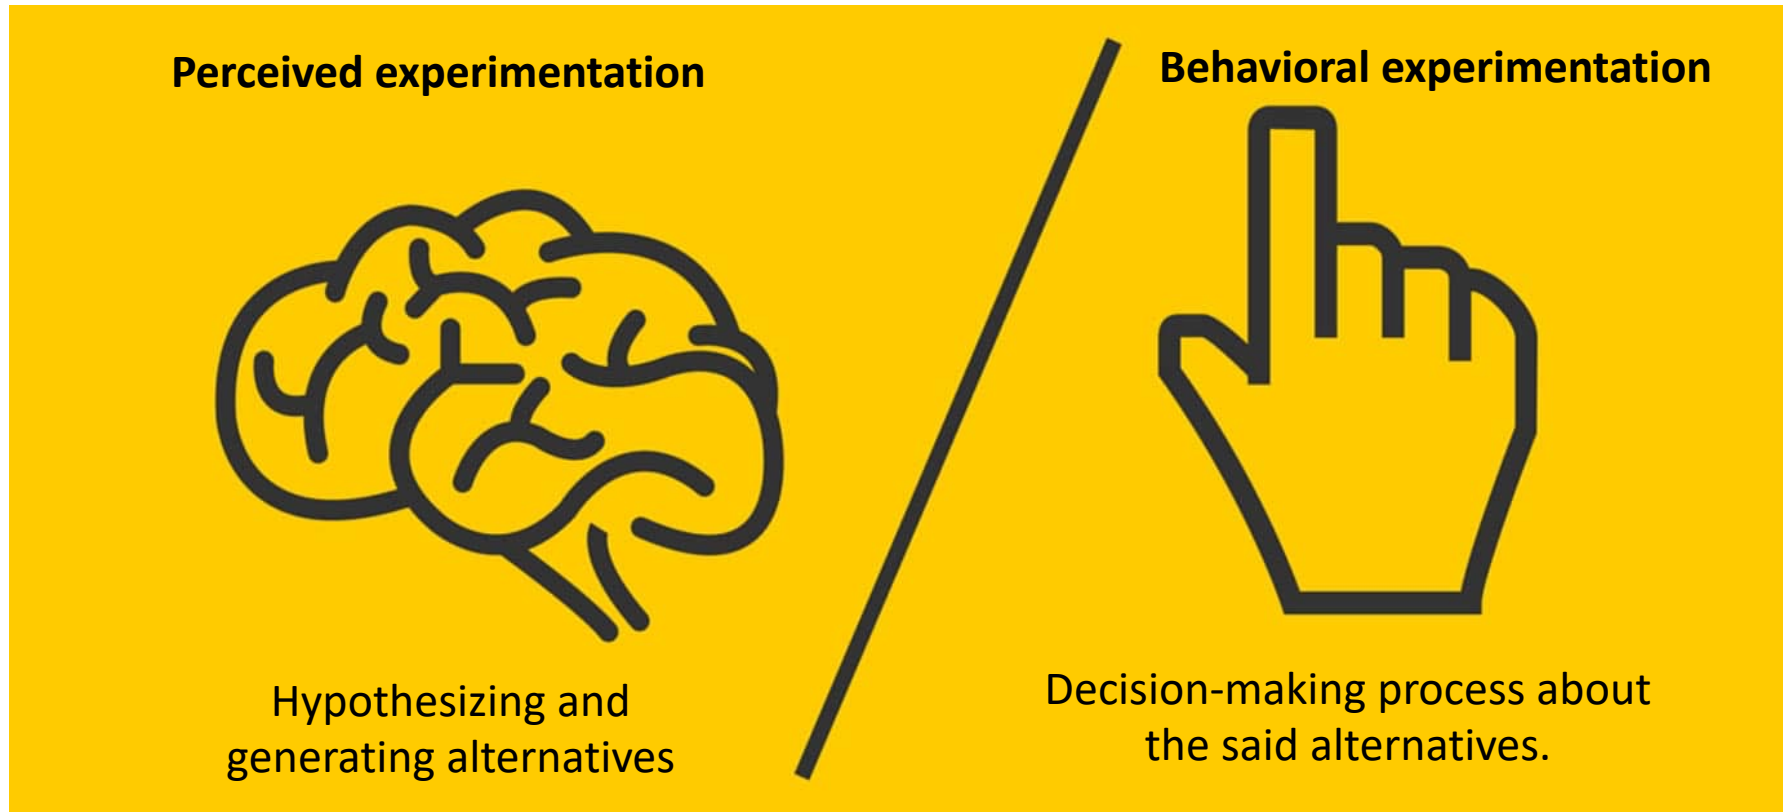 Perceived experimentation
Hypothesizing and
generating alternatives
Behavioral experimentation
Decision-making process about
the said alternatives.